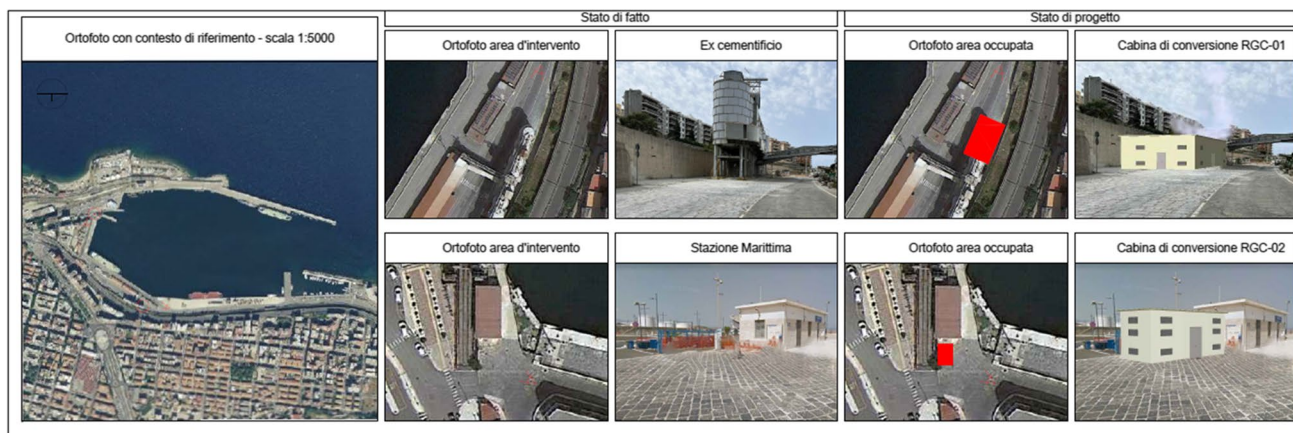 Stato di fatto
Stato di progetto
Ortofoto con contesto di riferimento - scala 1:5000
Ortofoto area d'intervento
Ex cementificio
Ortofoto area occupata
Cabina di conversione RGC-01
Ortofoto area d'intervento
Stazione Marittima
Ortofoto area occupata
Cabina di conversione RGC-02